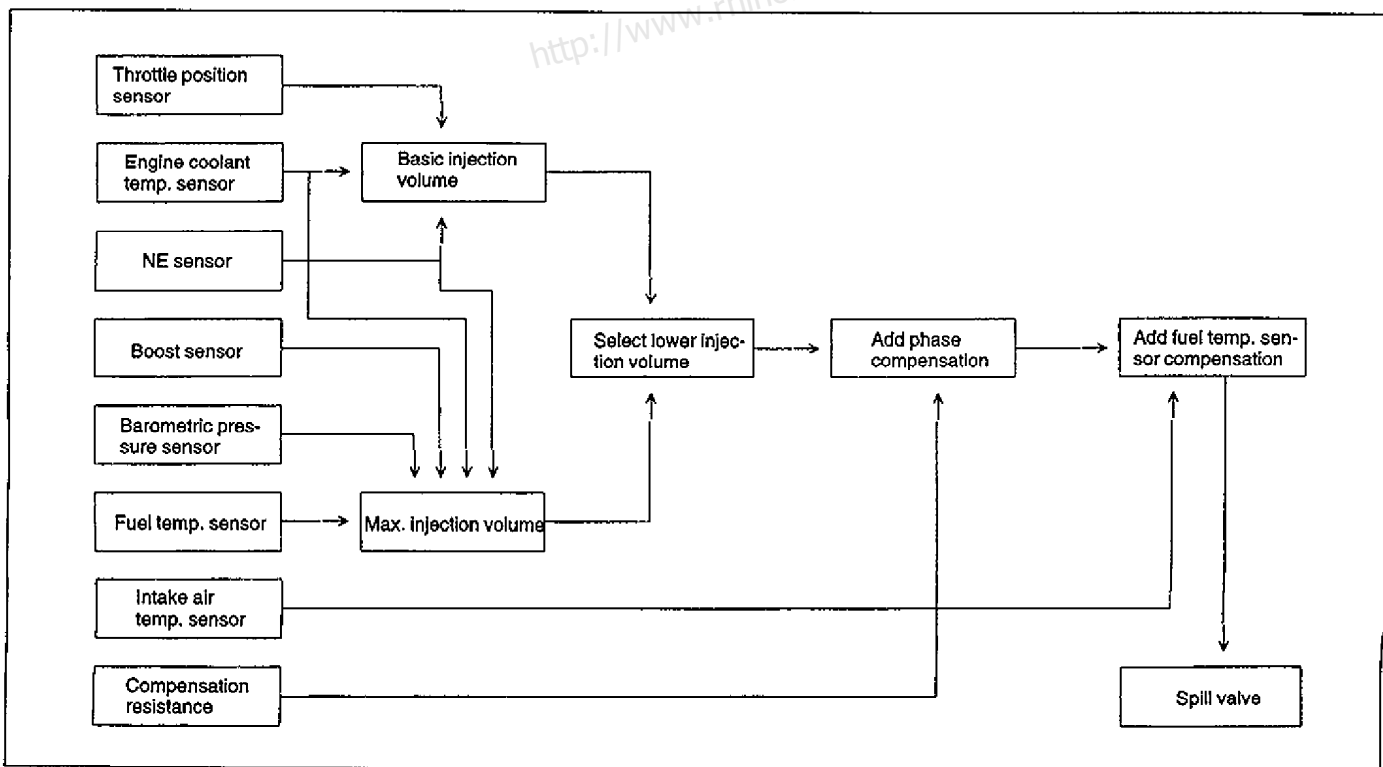 http://www.rhins
Throttle position
sensor
Engine coolant
temp. sensor
Basic injection
volume
NE sensor
Boost sensor
Select lower injec-
tion volume
Add phase
compensation
Add fuel temp. sen-
sor compensation
Barometric pres-
sure sensor
Fuel temp. sensor
Max. injection volume
Intake air
temp. sensor
Compensation
resistance
Spill valve